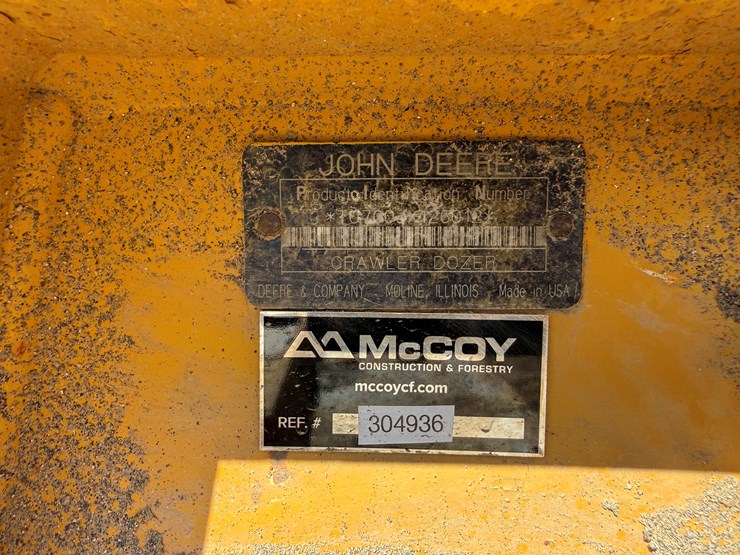 JOHN DEERE
Product Identification Number
CRAWLER DOZER
DEERE & COMPANY MOLINE, ILLINOIS Made in USA
McCOY
CONSTRUCTION & FORESTRY
mccoycf.com
REF. # 304936